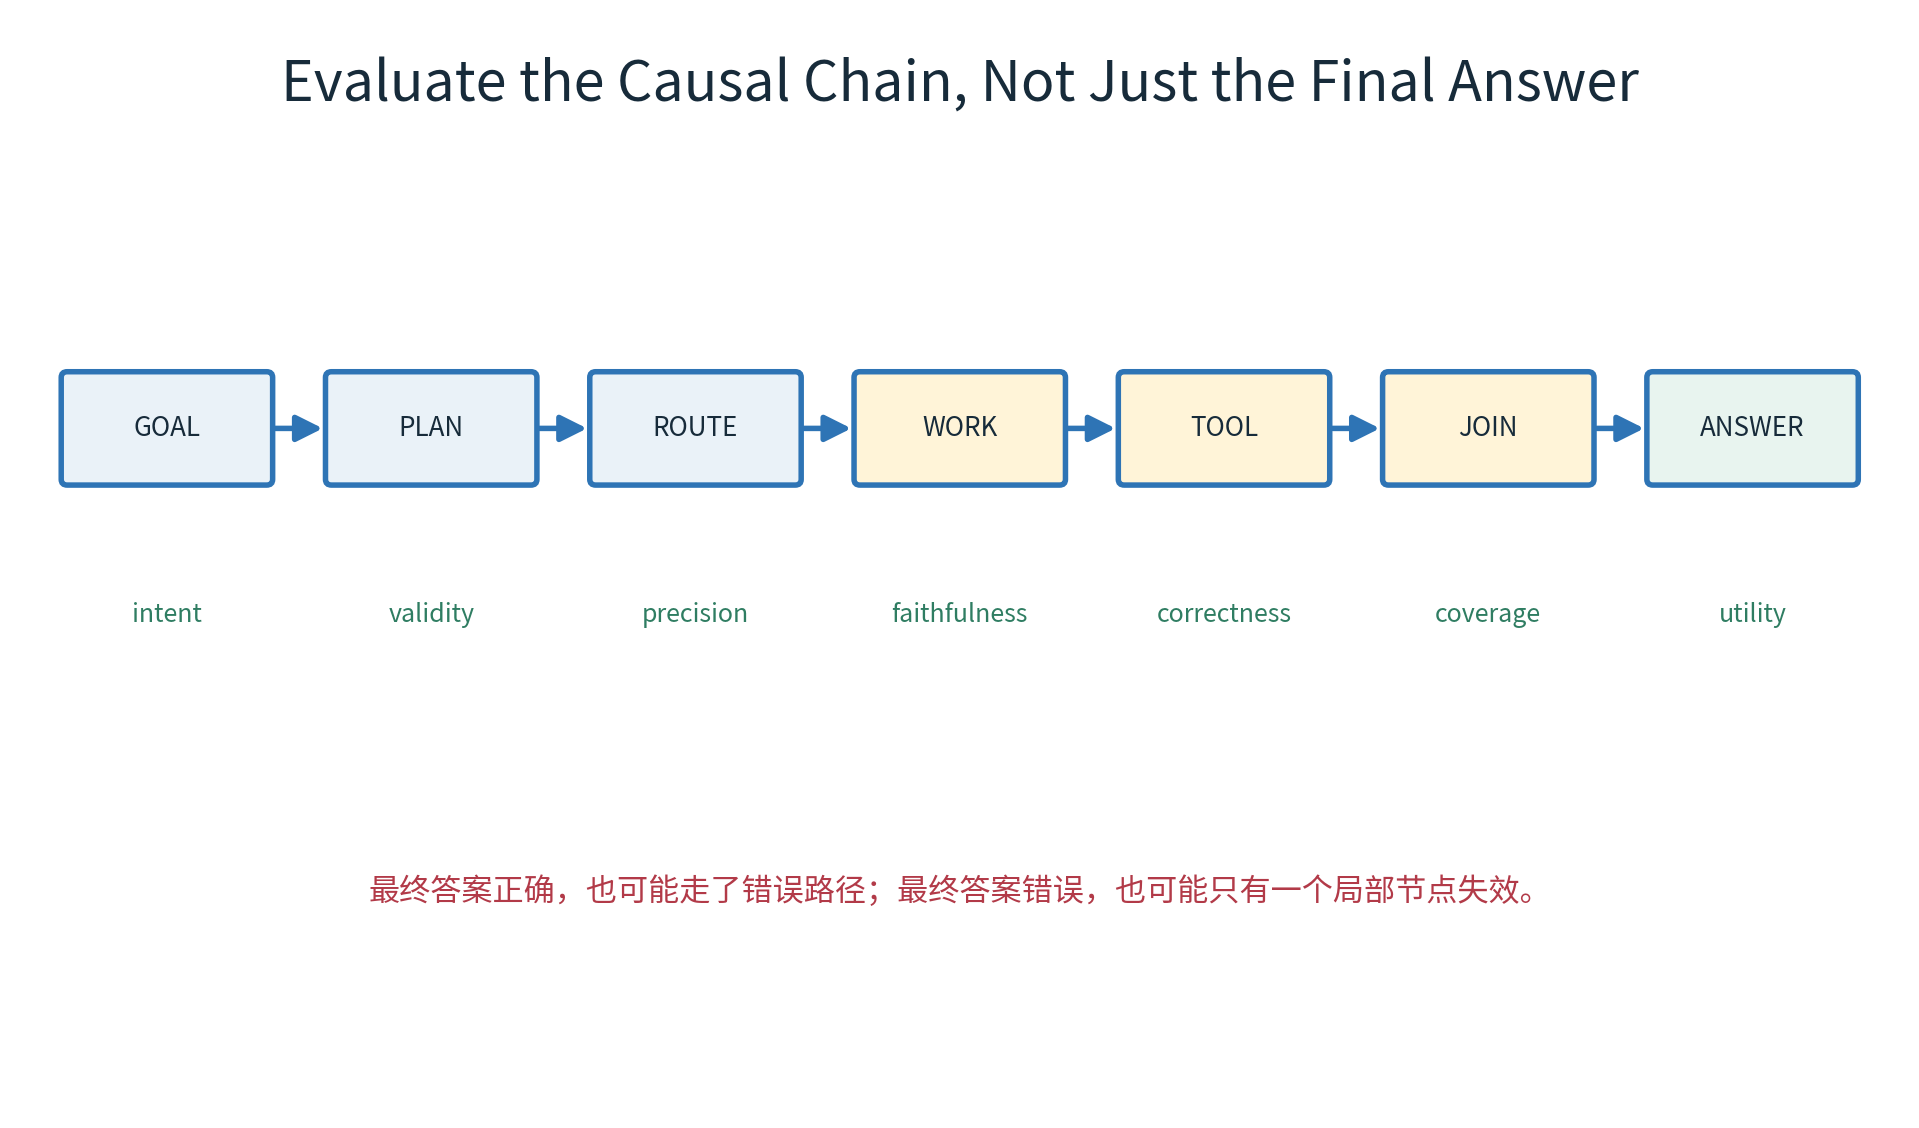 Evaluate the Causal Chain, Not Just the Final Answer
GOAL PLAN ROUTE WORK TOOL JOIN ANSWER
intent validity precision faithfulness correctness coverage utility
最终答案正确，也可能走了错误路径；最终答案错误，也可能只有一个局部节点失效。